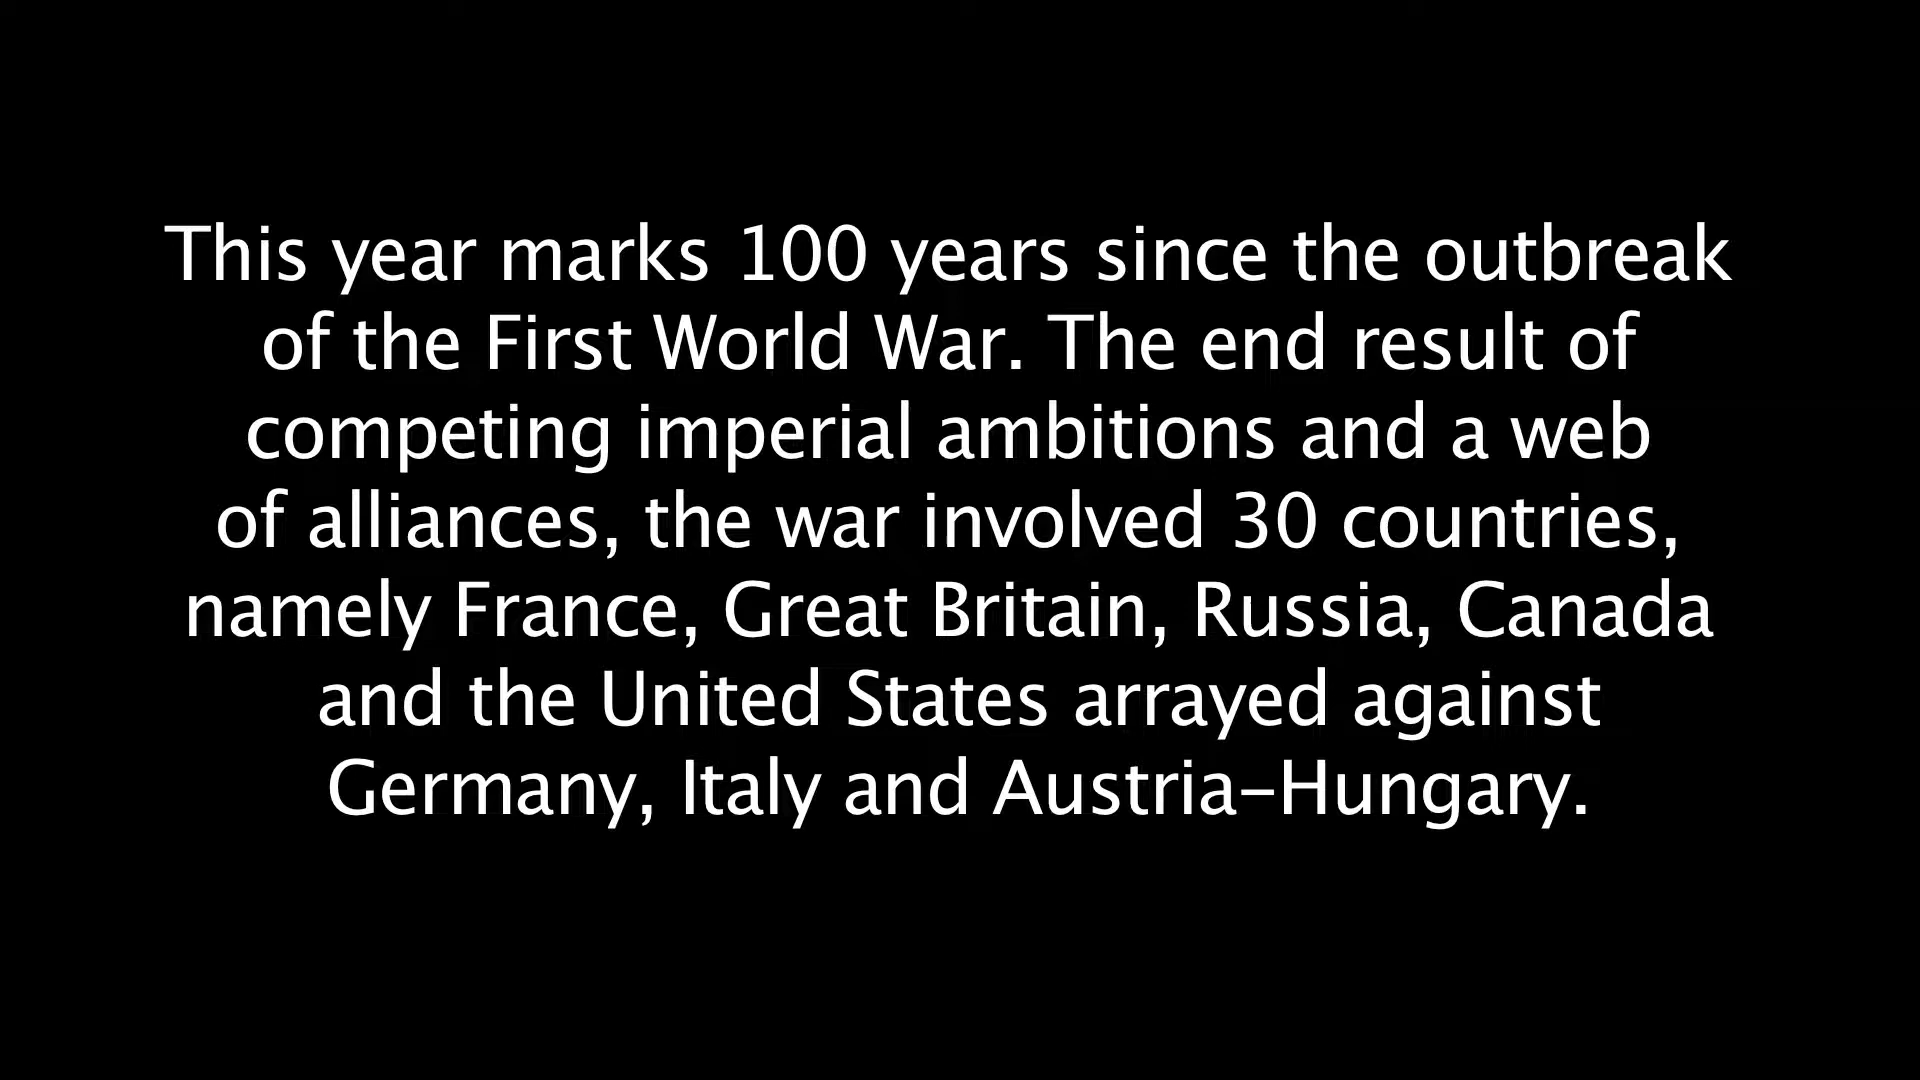 This year marks 100 years since the outbreak
of the First World War. The end result of
competing imperial ambitions and a web
of alliances, the war involved 30 countries,
namely France, Great Britain, Russia, Canada
and the United States arrayed against
Germany, Italy and Austria-Hungary.